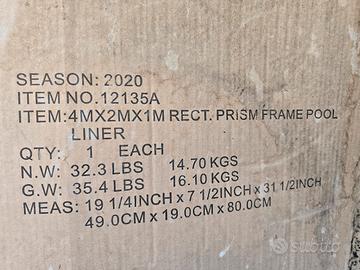 SEASON: 2020
ITEM NO.12135A
ITEM:4MX2MX1M RECT. PRISM FRAME POOL
LINER
QTY: 1 EACH
N.W: 32.3 LBS 14.70 KGS
G.W: 35.4 LBS 16.10 KGS
MEAS: 19 1/4INCH x 7 1/2INCH x 31 1/2INCH
49.0CM x 19.0CM x 80.0CM
subito